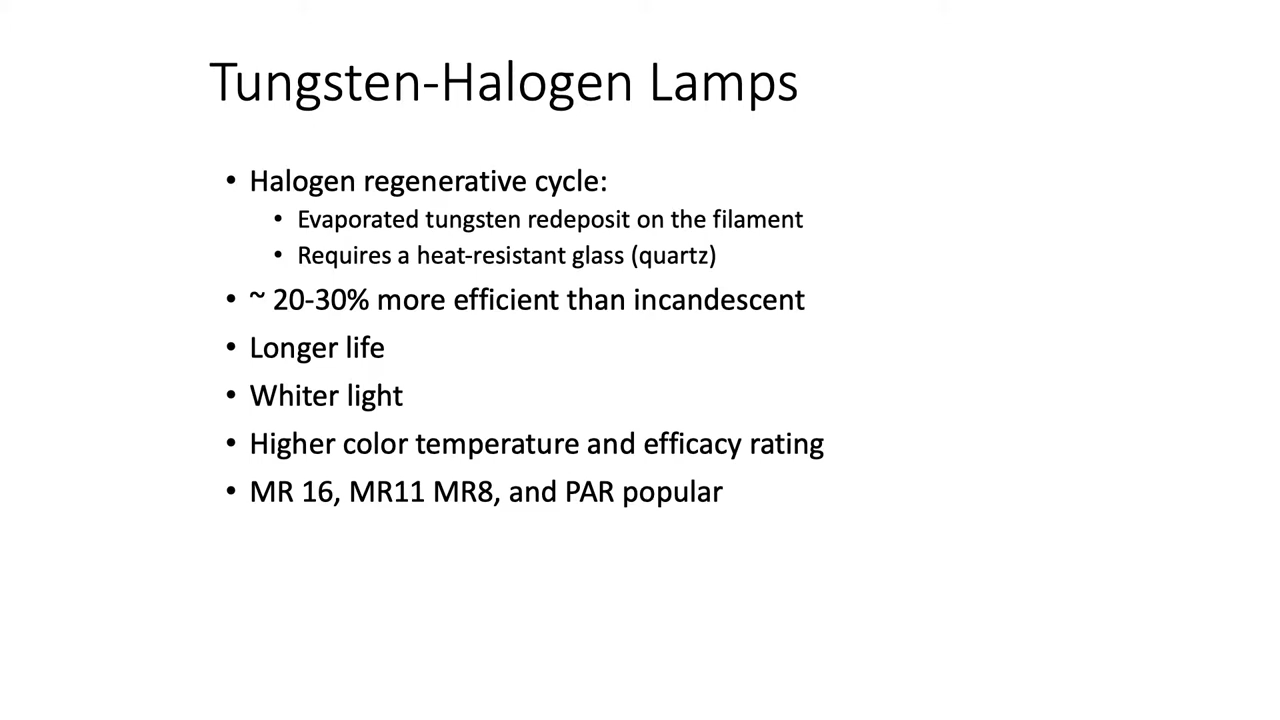 Tungsten-Halogen Lamps
• Halogen regenerative cycle:
• Evaporated tungsten redeposit on the filament
• Requires a heat-resistant glass (quartz)
• ~ 20-30% more efficient than incandescent
• Longer life
• Whiter light
• Higher color temperature and efficacy rating
• MR 16, MR11 MR8, and PAR popular